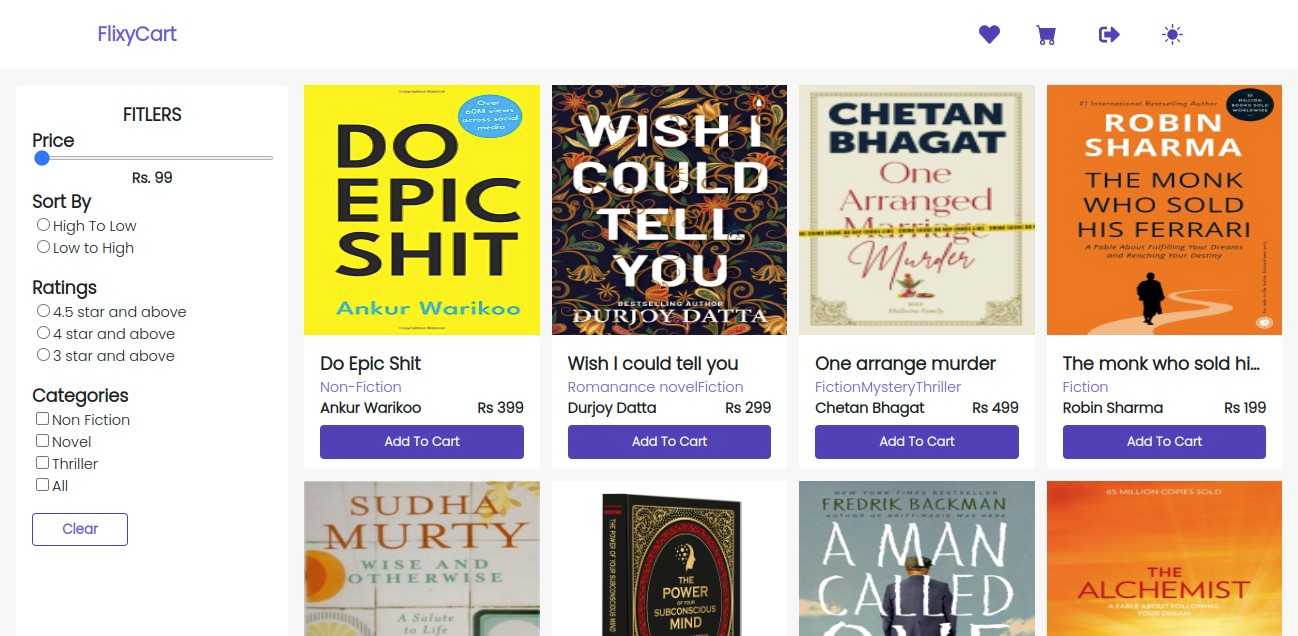 FlixyCart
FITLERS
Price
Rs. 99
Sort By
High To Low
Low to High
Ratings
4.5 star and above
4 star and above
3 star and above
Categories
Non Fiction
Novel
Thriller
All
Clear
Over
60M views
across social
media
DO
EPIC
SHIT
Ankur Warikoo
Do Epic Shit
Non-Fiction
Ankur Warikoo Rs 399
Add To Cart
WISH I
COULD
TELL
YOU
BESTSELLING AUTHOR
DURJOY DATTA
Wish I could tell you
Romanance novelFiction
Durjoy Datta Rs 299
Add To Cart
CHETAN
BHAGAT
One
Arranged
Marriage
Murder
One arrange murder
FictionMysteryThriller
Chetan Bhagat Rs 499
Add To Cart
#1 International Bestselling Author
ROBIN
SHARMA
THE MONK
WHO SOLD
HIS FERRARI
A Fable About Fulfilling Your Dreams
and Reaching Your Destiny
The monk who sold hi...
Fiction
Robin Sharma Rs 199
Add To Cart
SUDHA
MURTY
WISE AND
OTHERWISE
A Salute
to Life
THE POWER OF YOUR SUBCONSCIOUS MIND
THE
POWER
OF YOUR
SUBCONSCIOUS
MIND
NEW YORK TIMES BESTSELLER
FREDRIK BACKMAN
AUTHOR OF BRITT-MARIE WAS HERE
A MAN
CALLED
OVE
65 MILLION COPIES SOLD
THE
ALCHEMIST
A FABLE ABOUT FOLLOWING
YOUR DREAM